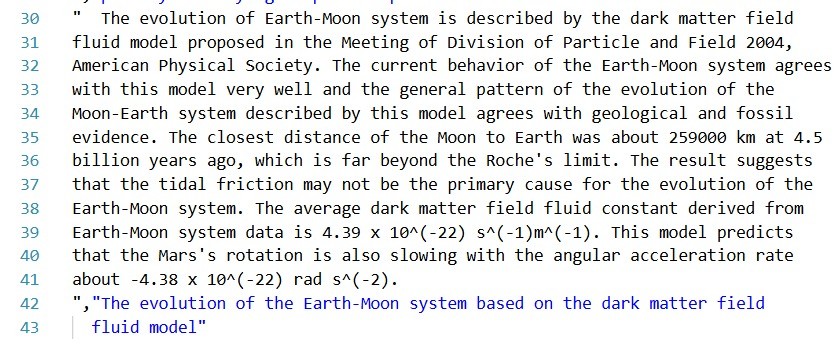 30 "  The evolution of Earth-Moon system is described by the dark matter field
31 fluid model proposed in the Meeting of Division of Particle and Field 2004,
32 American Physical Society. The current behavior of the Earth-Moon system agrees
33 with this model very well and the general pattern of the evolution of the
34 Moon-Earth system described by this model agrees with geological and fossil
35 evidence. The closest distance of the Moon to Earth was about 259000 km at 4.5
36 billion years ago, which is far beyond the Roche's limit. The result suggests
37 that the tidal friction may not be the primary cause for the evolution of the
38 Earth-Moon system. The average dark matter field fluid constant derived from
39 Earth-Moon system data is 4.39 x 10^(-22) s^(-1)m^(-1). This model predicts
40 that the Mars's rotation is also slowing with the angular acceleration rate
41 about -4.38 x 10^(-22) rad s^(-2).
42 ","The evolution of the Earth-Moon system based on the dark matter field
43 fluid model"